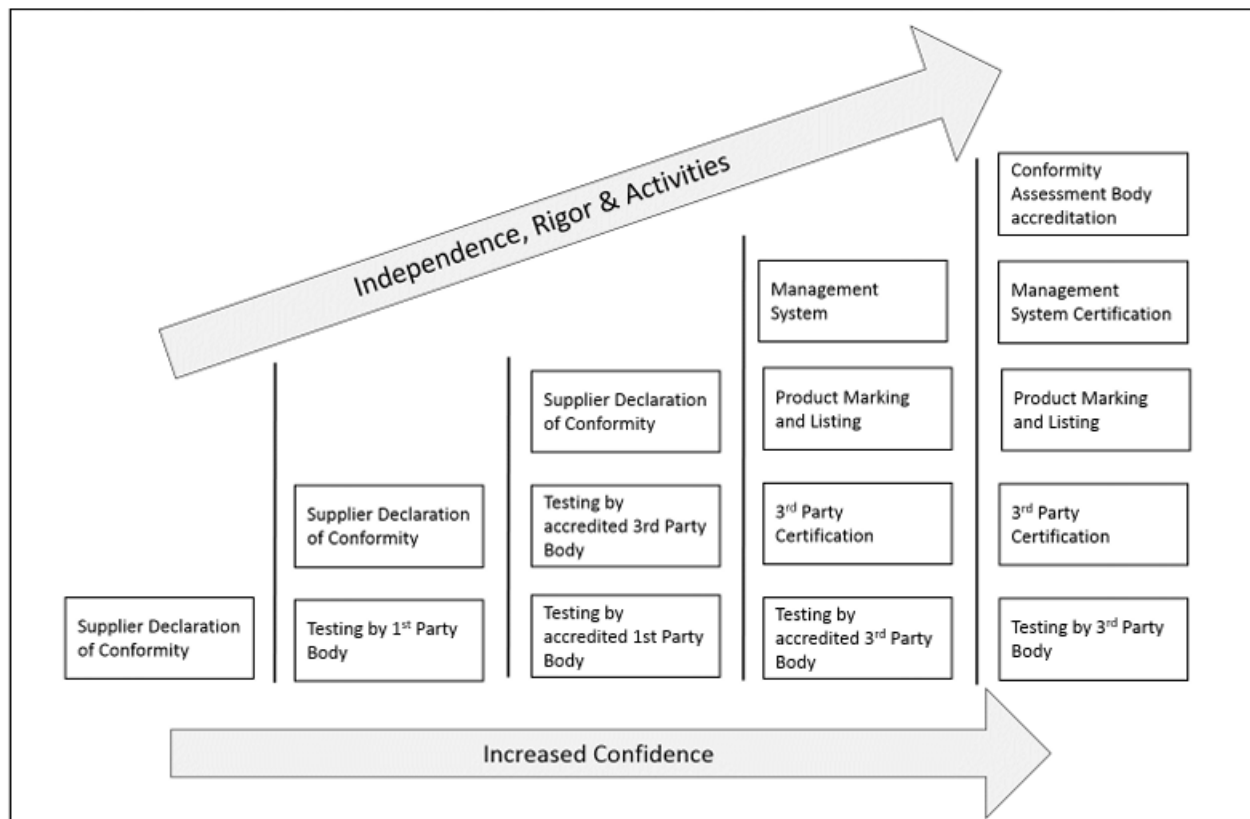 Independence, Rigor & Activities
Supplier Declaration
of Conformity
Supplier Declaration
of Conformity
Testing by 1st Party
Body
Supplier Declaration
of Conformity
Testing by
accredited 3rd Party
Body
Testing by
accredited 1st Party
Body
Management
System
Product Marking
and Listing
3rd Party
Certification
Testing by
accredited 3rd Party
Body
Conformity
Assessment Body
accreditation
Management
System Certification
Product Marking
and Listing
3rd Party
Certification
Testing by 3rd Party
Body
Increased Confidence